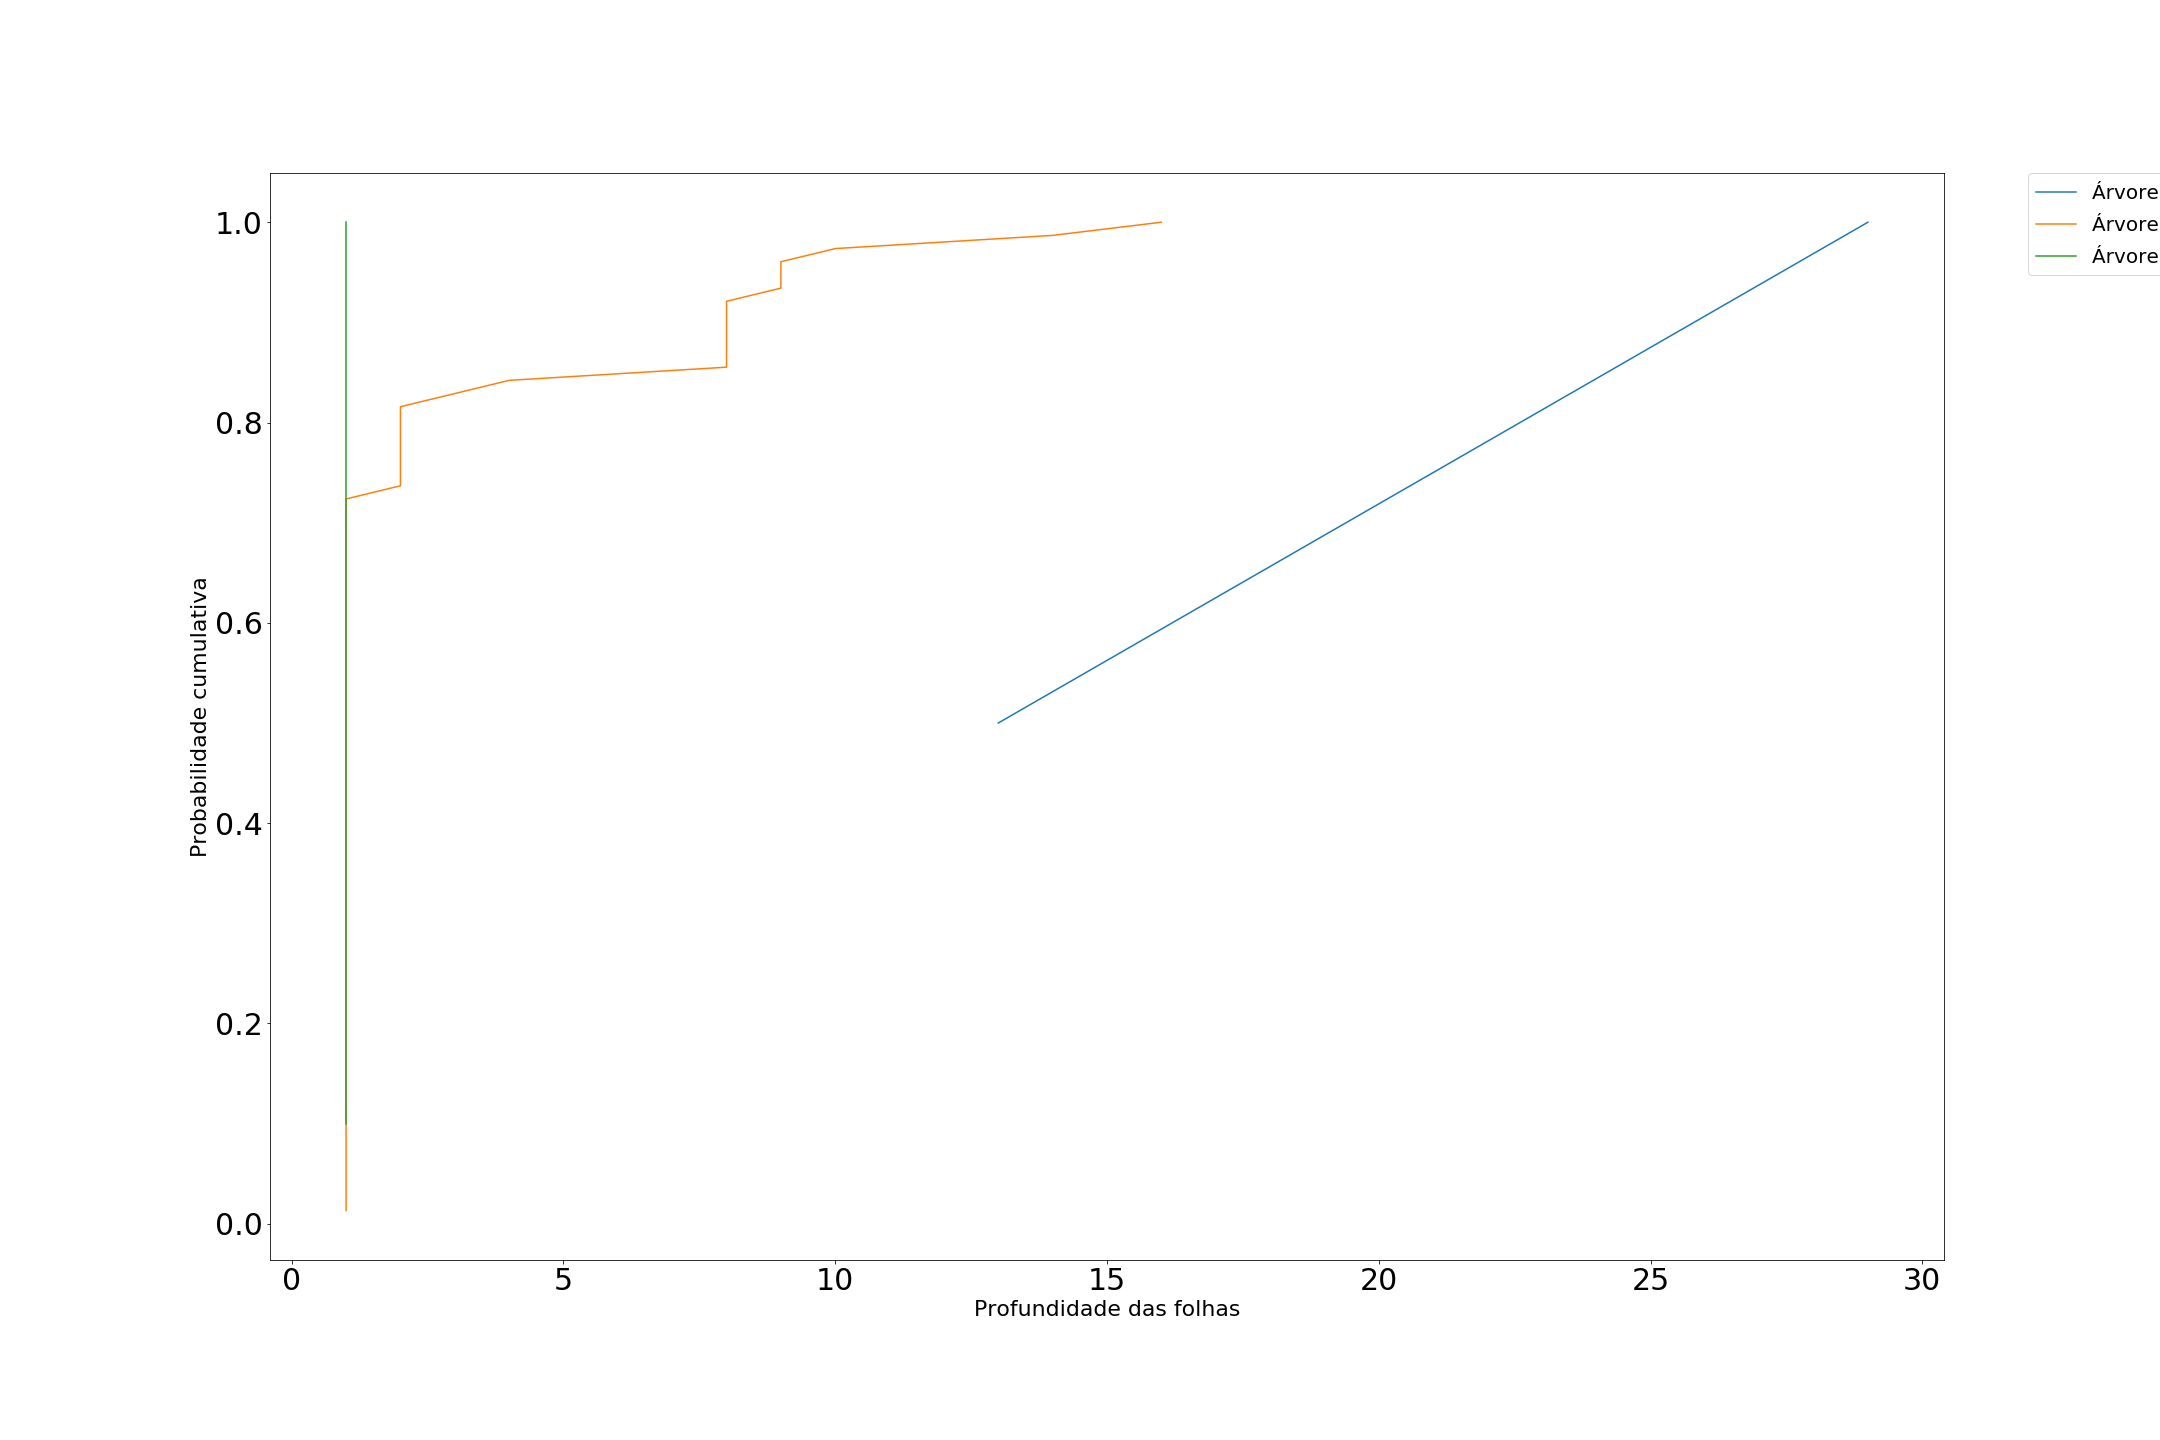 Árvore
Árvore
Árvore
1.0
0.8
0.6
0.4
0.2
0.0
Probabilidade cumulativa
0 5 10 15 20 25 30
Profundidade das folhas